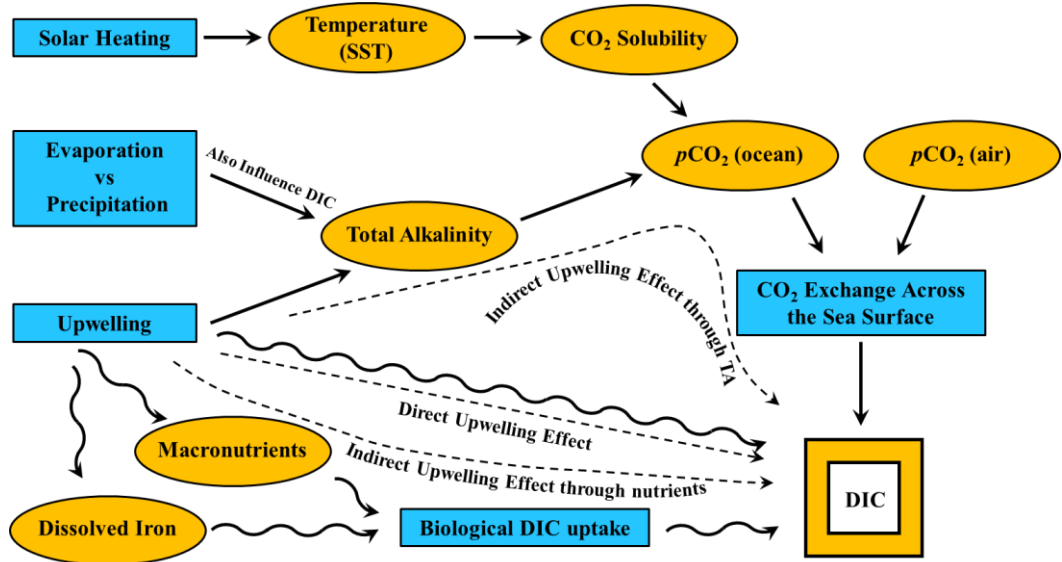 Solar Heating
Temperature
(SST)
CO₂ Solubility
Evaporation
vs
Precipitation
Also Influence DIC
pCO₂ (ocean)
pCO₂ (air)
Total Alkalinity
Indirect Upwelling Effect through TA
CO₂ Exchange Across
the Sea Surface
Upwelling
Direct Upwelling Effect
Macronutrients
Indirect Upwelling Effect through nutrients
DIC
Dissolved Iron
Biological DIC uptake